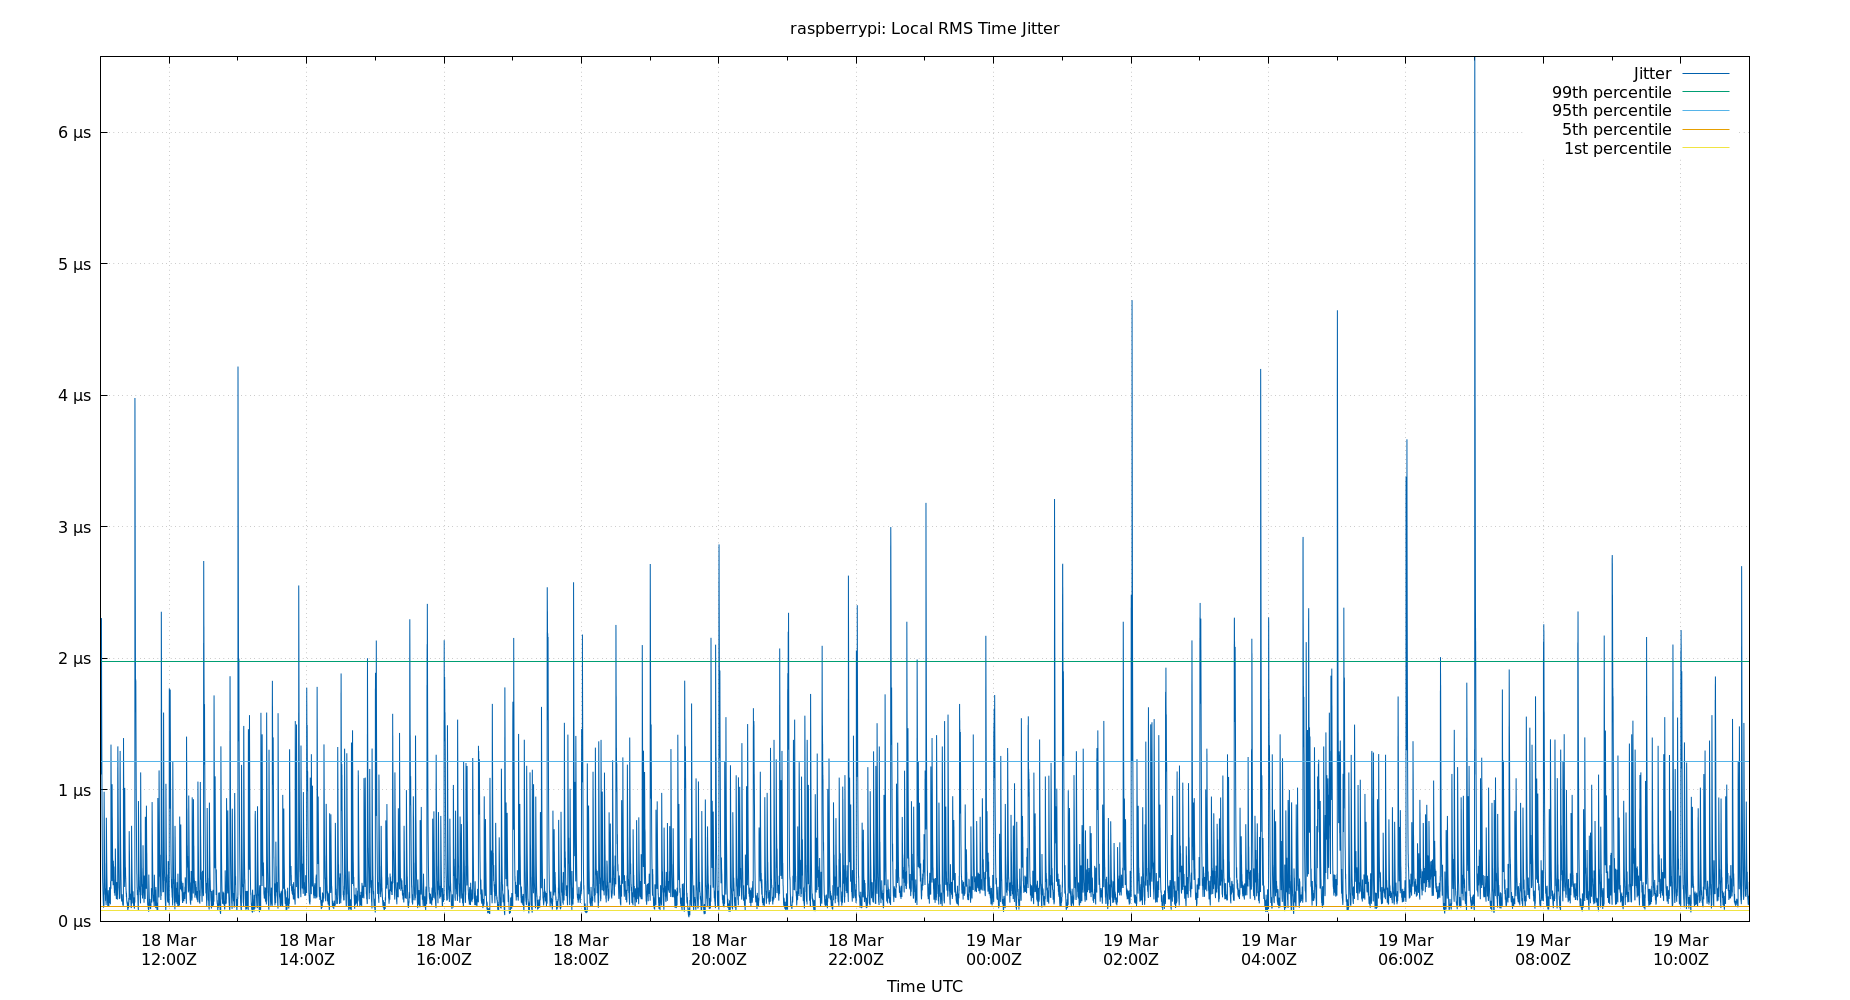 raspberrypi: Local RMS Time Jitter
Jitter
99th percentile
95th percentile
5th percentile
1st percentile
6 µs
5 µs
4 µs
3 µs
2 µs
1 µs
0 µs
18 Mar 18 Mar 18 Mar 18 Mar 18 Mar 18 Mar 19 Mar 19 Mar 19 Mar 19 Mar 19 Mar 19 Mar
12:00Z 14:00Z 16:00Z 18:00Z 20:00Z 22:00Z 00:00Z 02:00Z 04:00Z 06:00Z 08:00Z 10:00Z
Time UTC